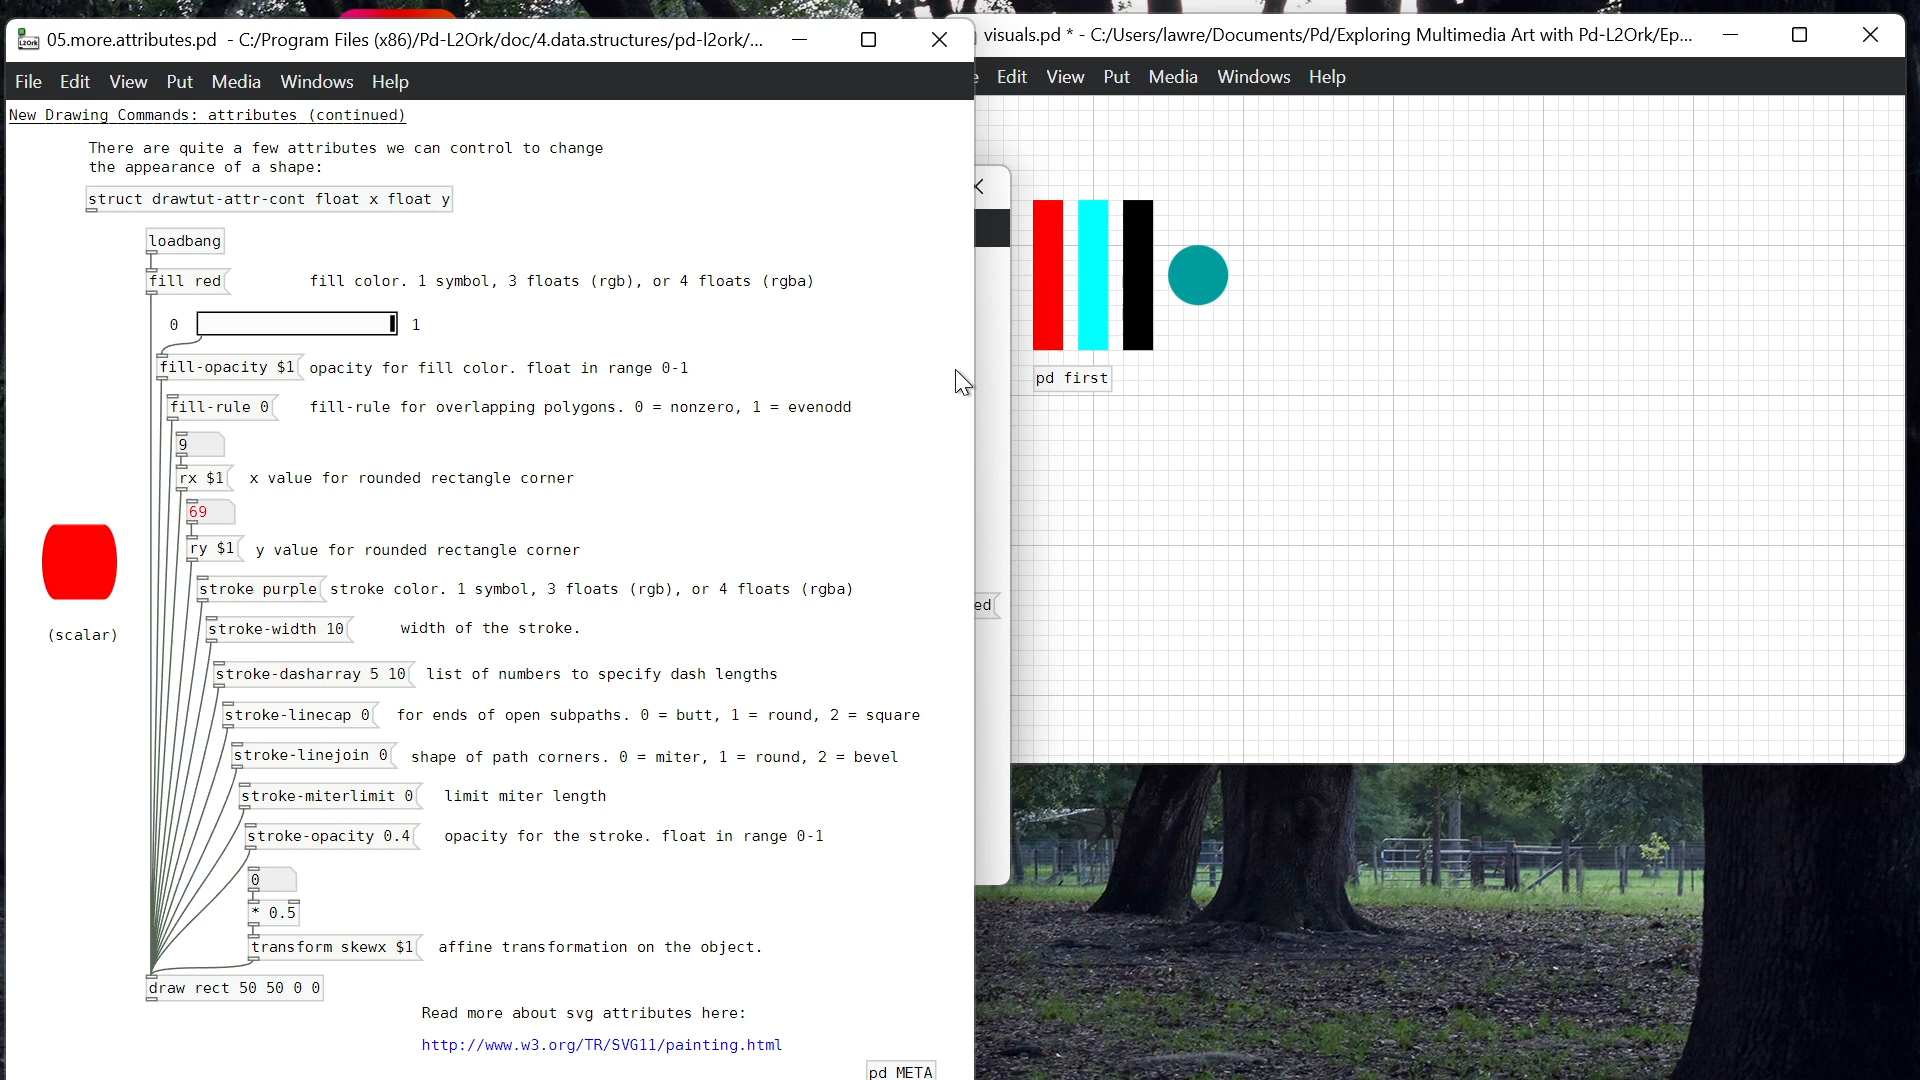 05.more.attributes.pd - C:/Program Files (x86)/Pd-L2Ork/doc/4.data.structures/pd-l2ork/...
File Edit View Put Media Windows Help
New Drawing Commands: attributes (continued)
There are quite a few attributes we can control to change
the appearance of a shape:
struct drawtut-attr-cont float x float y
loadbang
fill red
fill color. 1 symbol, 3 floats (rgb), or 4 floats (rgba)
0
1
fill-opacity $1
opacity for fill color. float in range 0-1
fill-rule 0
fill-rule for overlapping polygons. 0 = nonzero, 1 = evenodd
9
rx $1
x value for rounded rectangle corner
69
ry $1
y value for rounded rectangle corner
stroke purple
stroke color. 1 symbol, 3 floats (rgb), or 4 floats (rgba)
(scalar)
stroke-width 10
width of the stroke.
stroke-dasharray 5 10
list of numbers to specify dash lengths
stroke-linecap 0
for ends of open subpaths. 0 = butt, 1 = round, 2 = square
stroke-linejoin 0
shape of path corners. 0 = miter, 1 = round, 2 = bevel
stroke-miterlimit 0
limit miter length
stroke-opacity 0.4
opacity for the stroke. float in range 0-1
0
* 0.5
transform skewx $1
affine transformation on the object.
draw rect 50 50 0 0
Read more about svg attributes here:
http://www.w3.org/TR/SVG11/painting.html
pd META
ed
visuals.pd * - C:/Users/lawre/Documents/Pd/Exploring Multimedia Art with Pd-L2Ork/Ep...
Edit View Put Media Windows Help
pd first